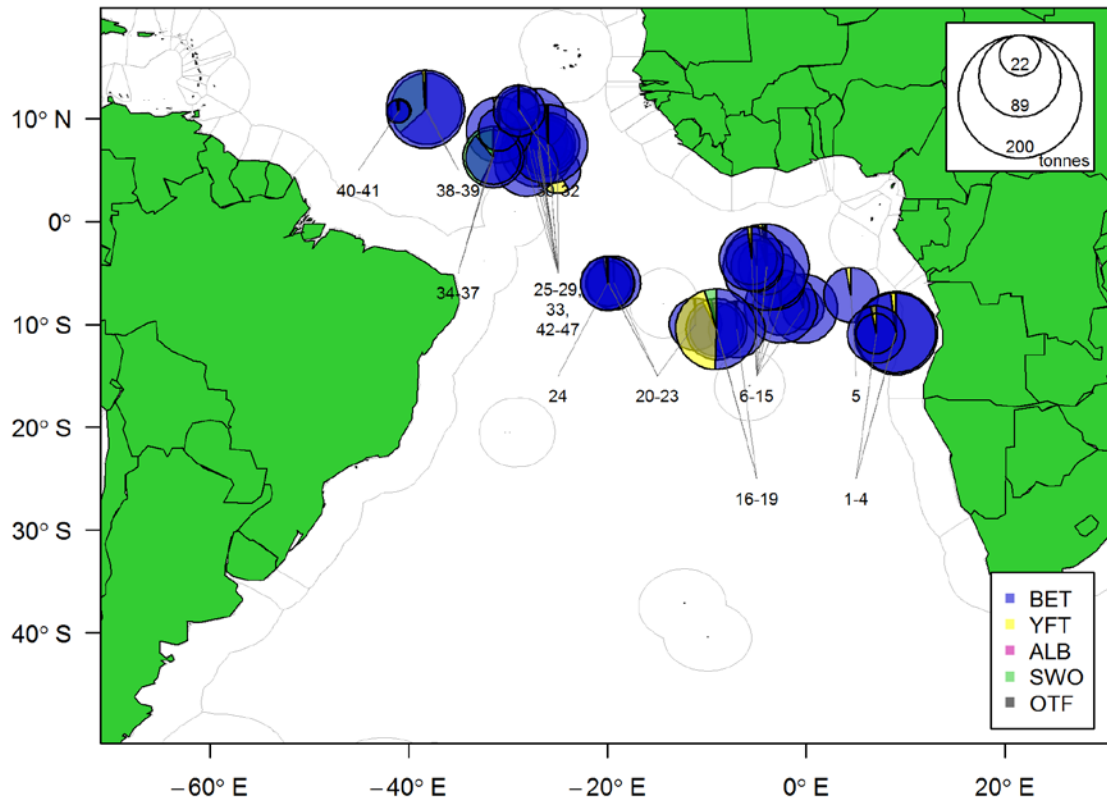 22
89
200
tonnes
10° N
0°
10° S
20° S
30° S
40° S
40-41
38-39
30-32
34-37
25-29,
33,
42-47
24
20-23
6-15
5
16-19
1-4
BET
YFT
ALB
SWO
OTF
−60° E
−40° E
−20° E
0° E
20° E